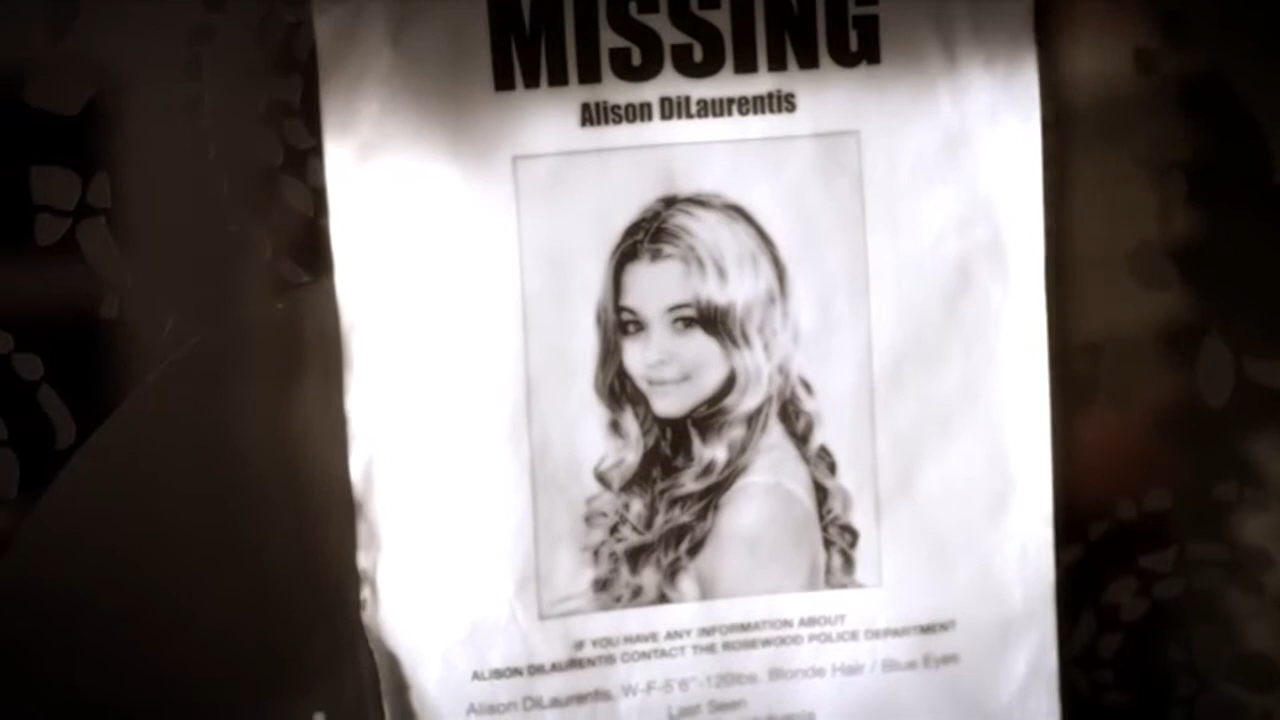 MISSING
Alison DiLaurentis
IF YOU HAVE ANY INFORMATION ABOUT
ALISON DILAURENTIS CONTACT THE ROSEWOOD POLICE DEPARTMENT
Alison DiLaurentis, W-F-5'6"-120lbs. Blonde Hair / Blue Eyes
Last Seen